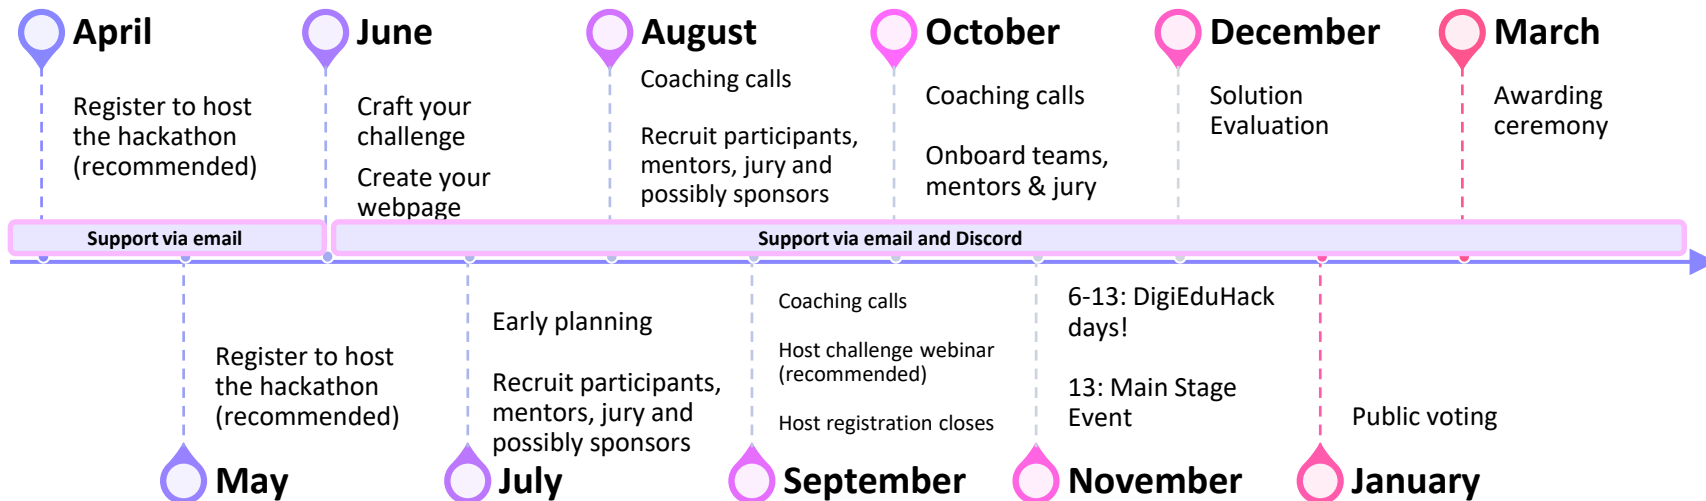 April
Register to host
the hackathon
(recommended)
June
Craft your
challenge
Create your
webpage
August
Coaching calls
Recruit participants,
mentors, jury and
possibly sponsors
October
Coaching calls
Onboard teams,
mentors & jury
December
Solution
Evaluation
March
Awarding
ceremony
Support via email
Support via email and Discord
Register to host
the hackathon
(recommended)
May
Early planning
Recruit participants,
mentors, jury and
possibly sponsors
July
Coaching calls
Host challenge webinar
(recommended)
Host registration closes
September
6-13: DigiEduHack
days!
13: Main Stage
Event
November
Public voting
January